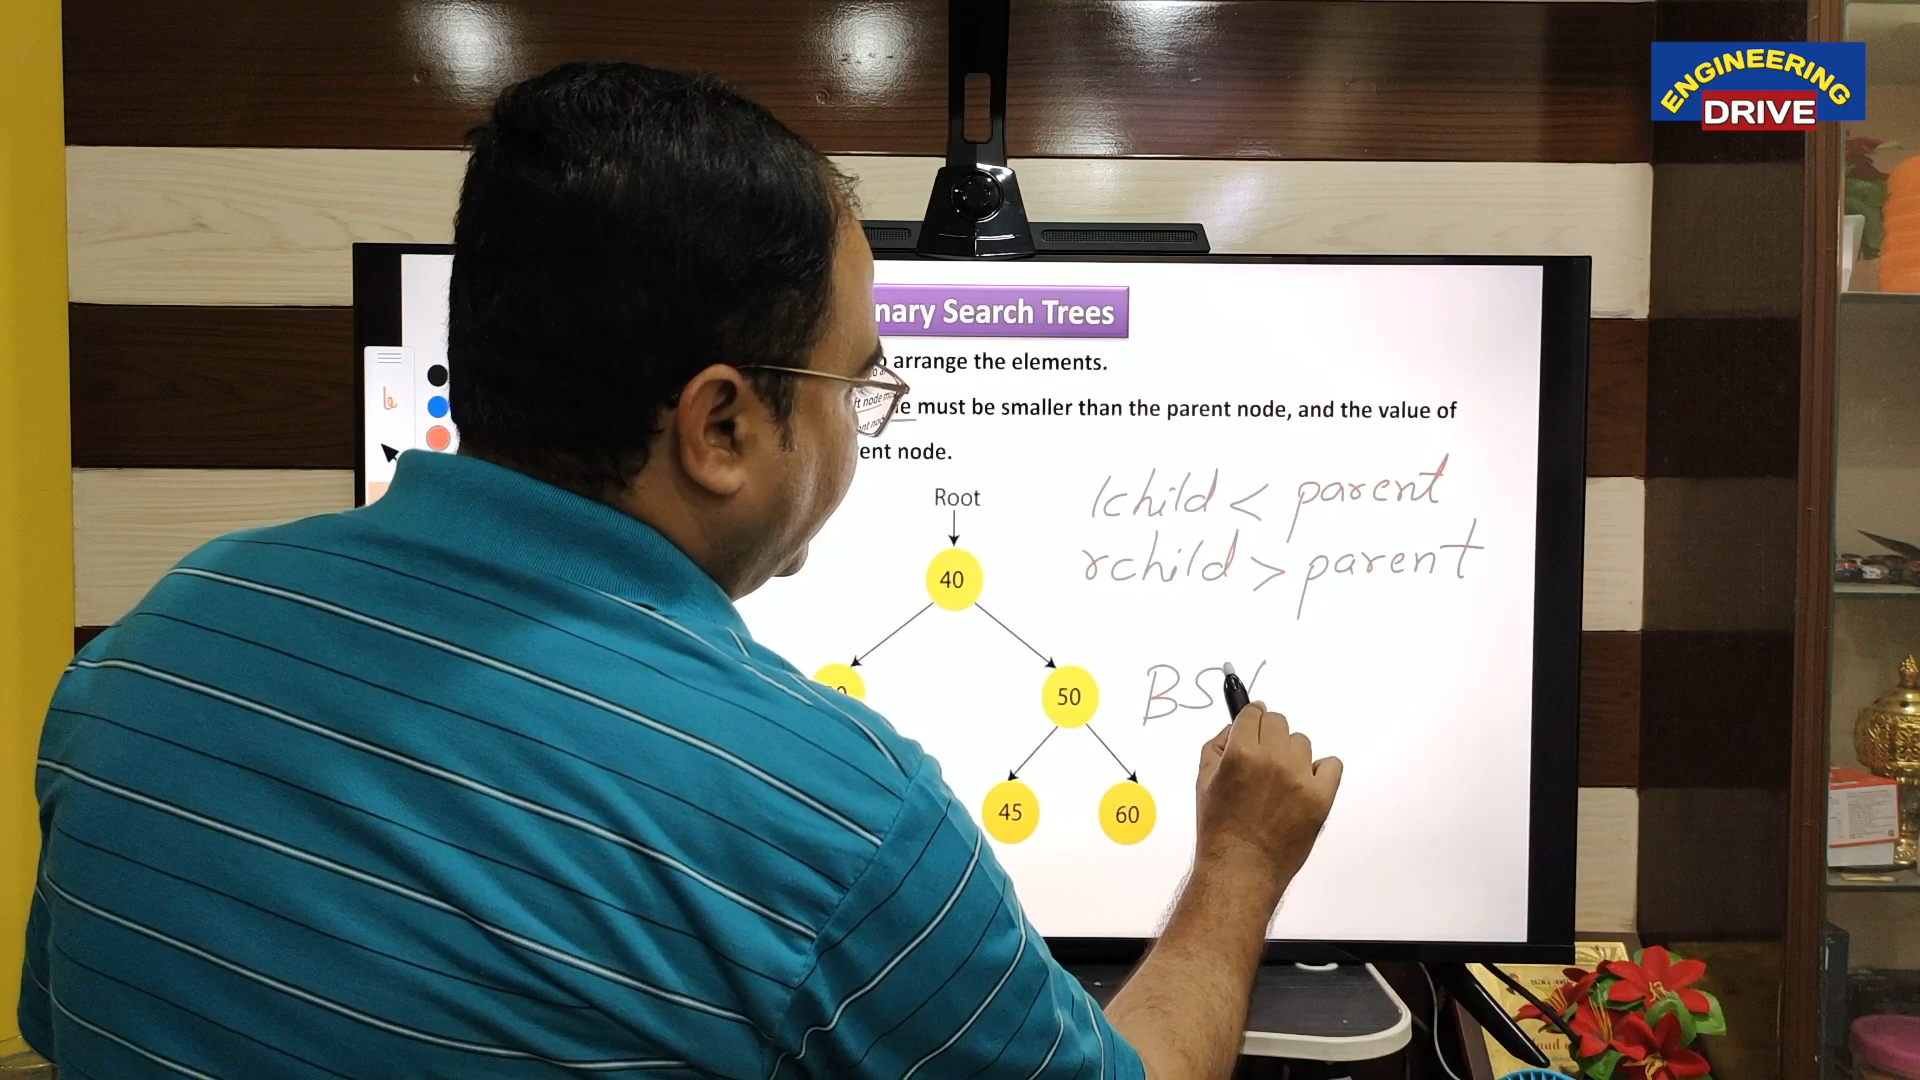 ENGINEERING
DRIVE
nary Search Trees
arrange the elements.
must be smaller than the parent node, and the value of
ent node.
Root
lchild < parent
rchild > parent
40
50
BS
45
60